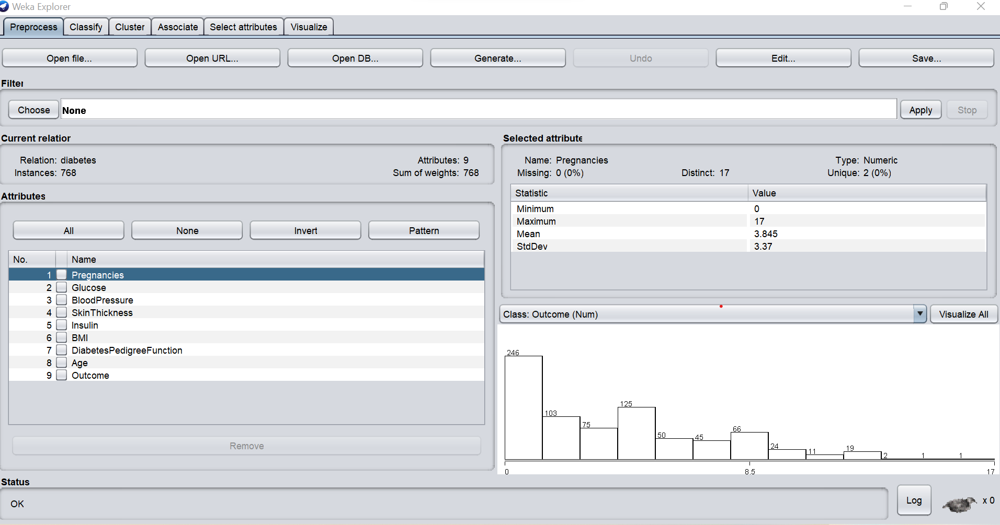 Weka Explorer
Preprocess Classify Cluster Associate Select attributes Visualize
Open file... Open URL... Open DB... Generate... Undo Edit... Save...
Filter
Choose None Apply Stop
Current relation
Relation: diabetes Attributes: 9
Instances: 768 Sum of weights: 768
Attributes
All None Invert Pattern
No. Name
1 Pregnancies
2 Glucose
3 BloodPressure
4 SkinThickness
5 Insulin
6 BMI
7 DiabetesPedigreeFunction
8 Age
9 Outcome
Remove
Selected attribute
Name: Pregnancies Type: Numeric
Missing: 0 (0%) Distinct: 17 Unique: 2 (0%)
Statistic Value
Minimum 0
Maximum 17
Mean 3.845
StdDev 3.37
Class: Outcome (Num) Visualize All
246 103 75 125 50 45 66 24 11 19 2 1 1
0 8.5 17
Status
OK Log x 0